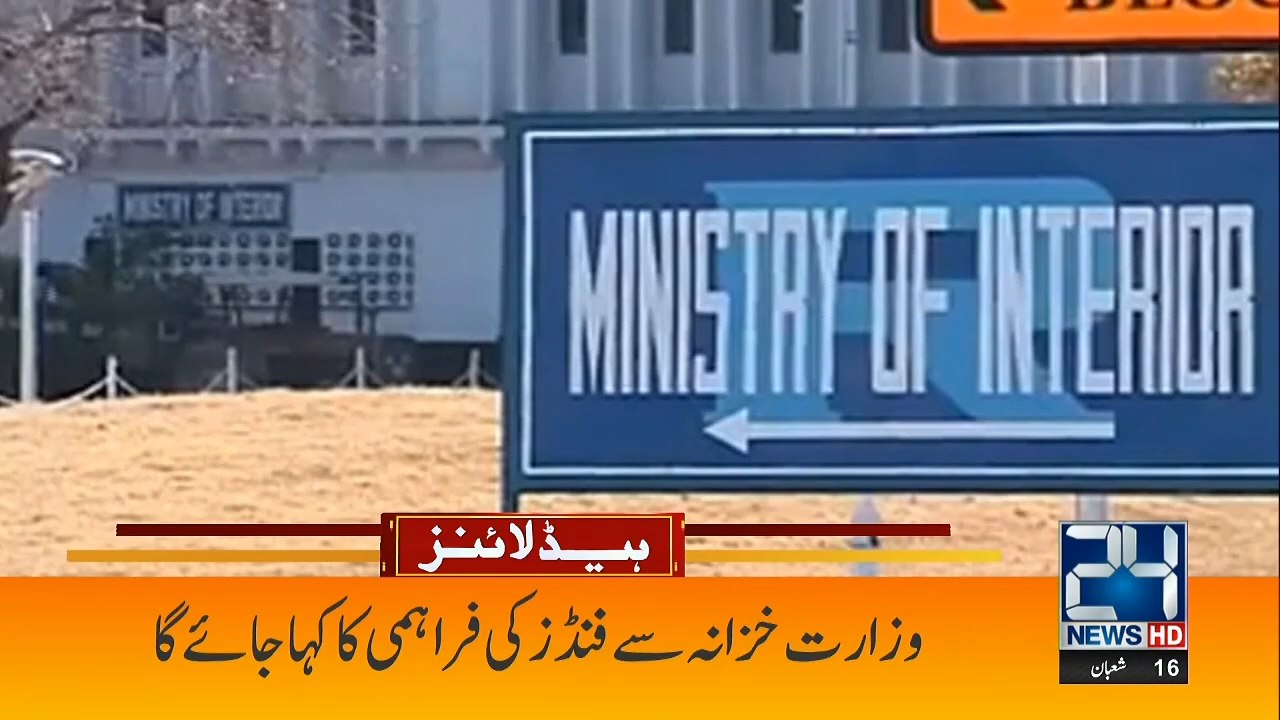 MINISTRY OF INTERIOR
MINISTRY OF INTERIOR
ہیڈلائنز
وزارت خزانہ سے فنڈز کی فراہمی کا کہا جائے گا
24
NEWS HD
16 شعبان